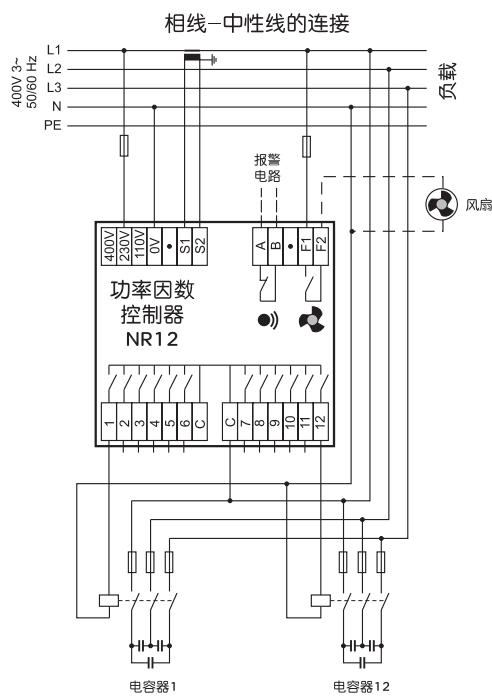 相线—中性线的连接
L1
L2
L3
N
PE
400V 3~
50/60 Hz
负载
报警
电路
风扇
400V
230V
110V
0V
•
S1
S2
A
B
•
F1
F2
功率因数
控制器
NR12
1
2
3
4
5
6
C
C
7
8
9
10
11
12
电容器1
电容器12